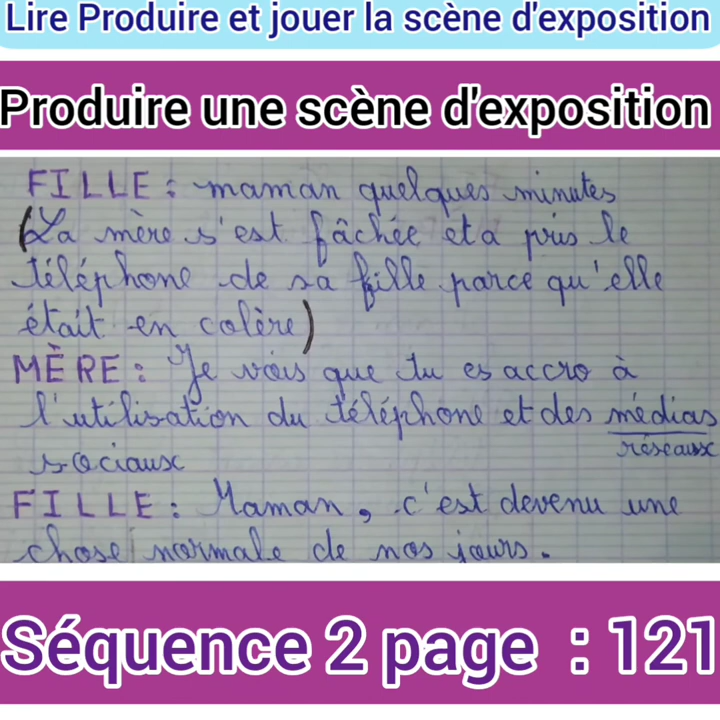 Lire Produire et jouer la scène d'exposition
Produire une scène d'exposition
FILLE : maman quelques minutes
(La mère s'est fâchée et a pris le
téléphone de sa fille parce qu'elle
était en colère)
MÈRE : Je vois que tu es accro à
l'utilisation du téléphone et des médias
réseaux
sociaux
FILLE : Maman, c'est devenu une
chose normale de nos jours.
Séquence 2 page : 121